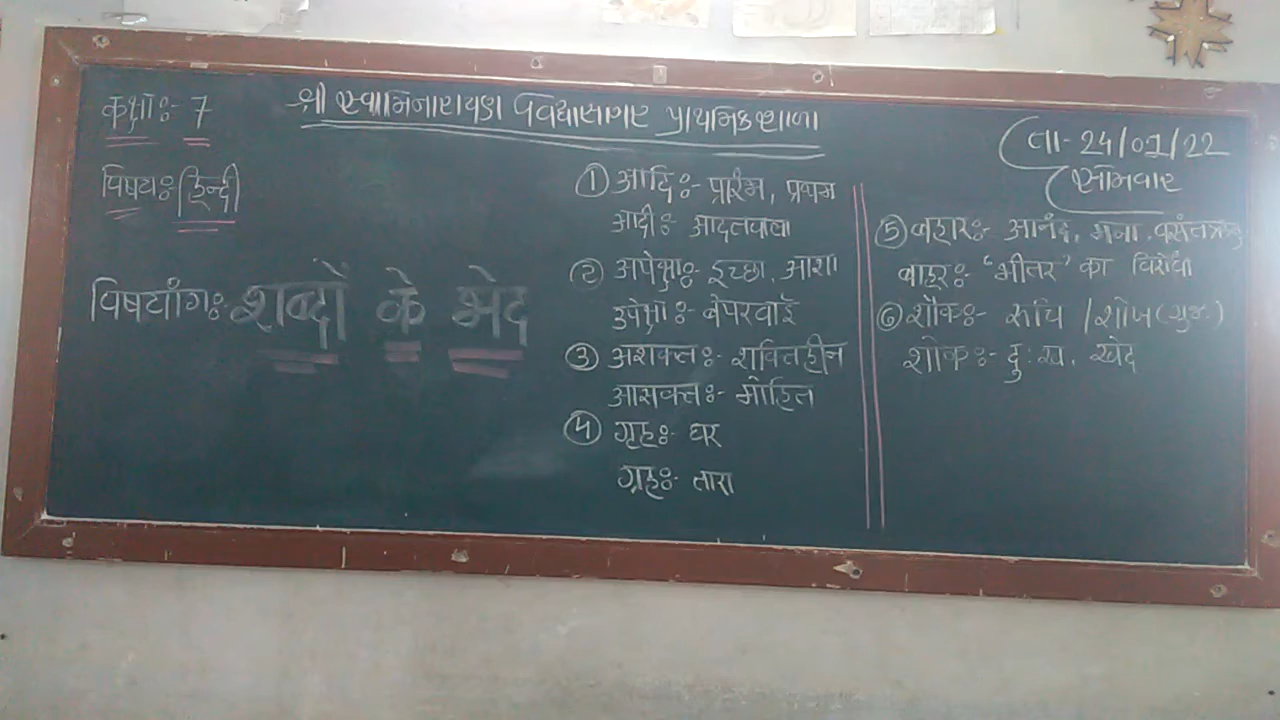 कक्षाः- 7
श्री स्वामिनारायण विद्यासागर प्राथमिक शाळा
ता- 24/01/22
सोमवार
विषयः हिन्दी
विषयांगः शब्दों के भेद
① आदिः- प्रारंभ, प्रथम
आदीः- आदतवाला
② अपेक्षाः- इच्छा, आशा
उपेक्षाः- बेपरवाई
③ अशक्तः- शक्तिहीन
आसक्तः- मोहित
④ गृहः- घर
ग्रहः- तारा
⑤ बहारः- आनंद, मजा, वसंतऋतु
बाहरः- "भीतर" का विरोधी
⑥ शौकः- रूचि / शोख (गुज.)
शोकः- दुःख, खेद